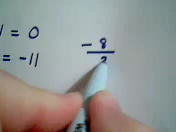 = 0
= -11
- 8